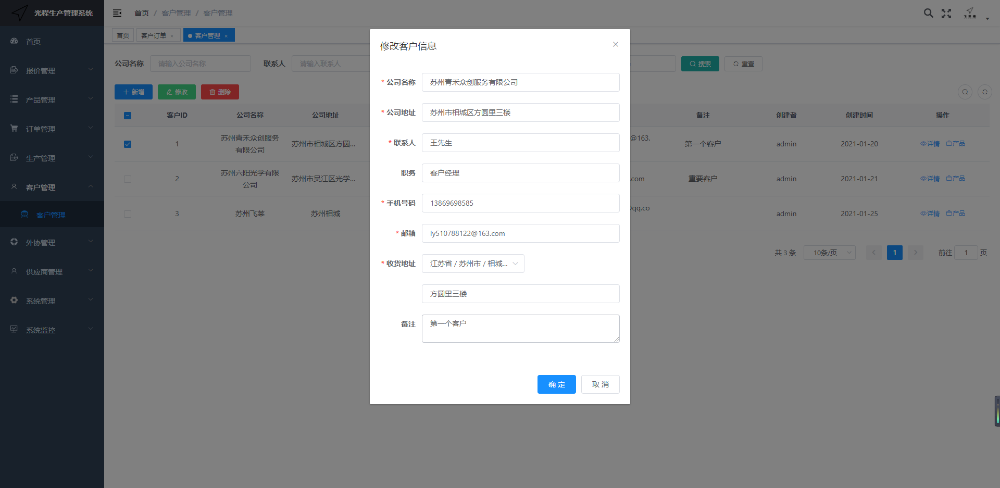 光程生产管理系统
首页 / 客户管理 / 客户管理
首页
客户订单 ×
客户管理 ×
首页
报价管理
产品管理
订单管理
生产管理
客户管理
客户管理
外协管理
供应商管理
系统管理
系统监控
公司名称 请输入公司名称 联系人 请输入联系人 搜索 重置
新增 修改 删除
客户ID 公司名称 公司地址 备注 创建者 创建时间 操作
1 苏州青禾众创服务有限公司 苏州市相城区方圆... @163. 第一个客户 admin 2021-01-20 详情 产品
2 苏州六阳光学有限公司 苏州市吴江区光学... .com 重要客户 admin 2021-01-21 详情 产品
3 苏州飞莱 苏州相城 qq.co admin 2021-01-25 详情 产品
共 3 条 10条/页 1 前往 1 页
修改客户信息
* 公司名称 苏州青禾众创服务有限公司
* 公司地址 苏州市相城区方圆里三楼
* 联系人 王先生
职务 客户经理
* 手机号码 13869698585
* 邮箱 ly510788122@163.com
* 收货地址 江苏省 / 苏州市 / 相城...
方圆里三楼
备注 第一个客户
确 定 取 消